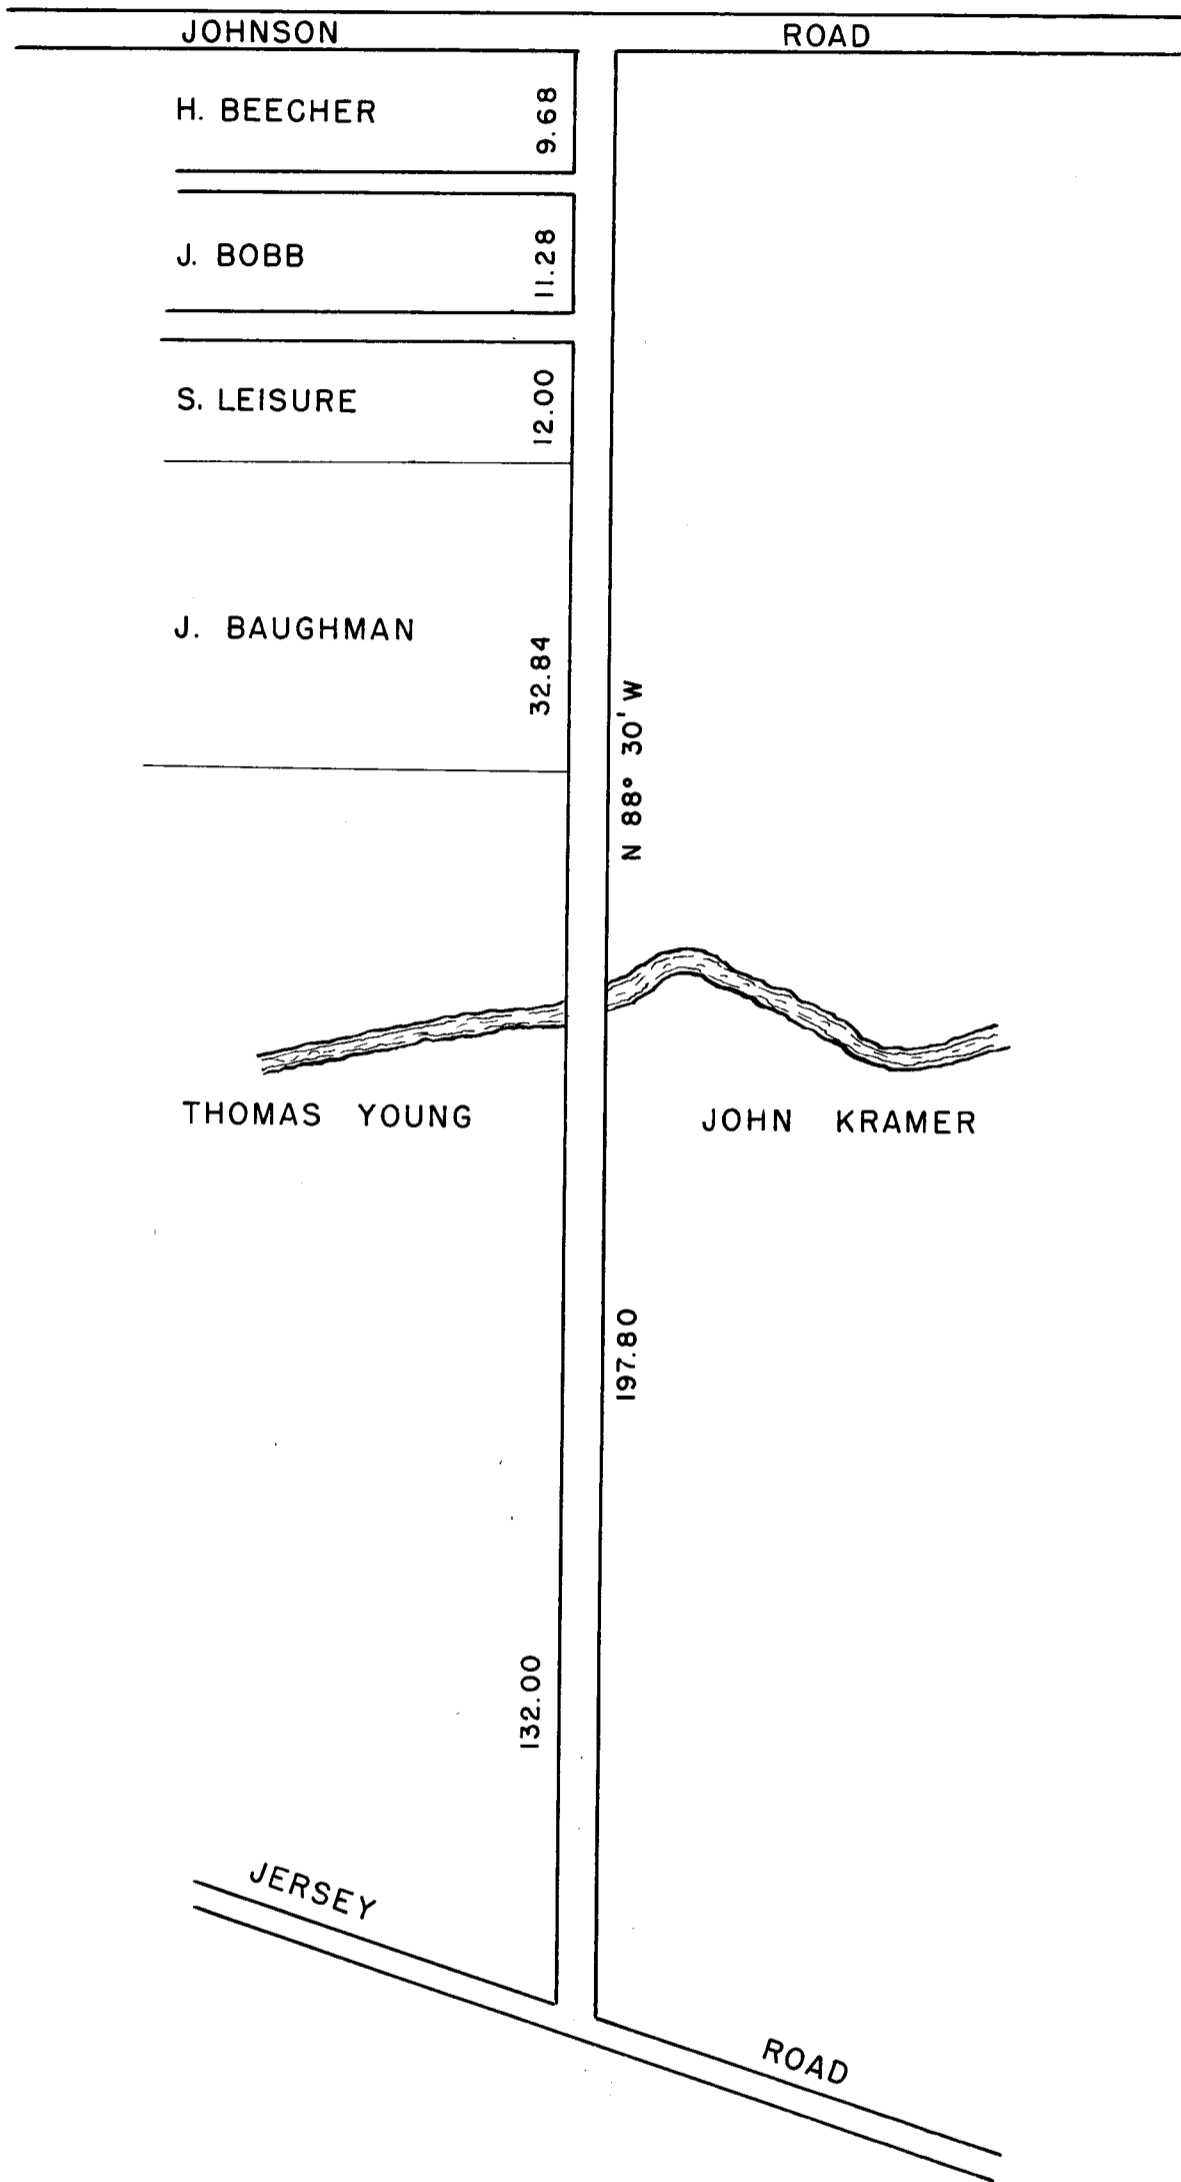 JOHNSON ROAD
H. BEECHER 9.68
J. BOBB 11.28
S. LEISURE 12.00
J. BAUGHMAN 32.84
N 88° 30' W
THOMAS YOUNG
JOHN KRAMER
197.80
132.00
JERSEY ROAD